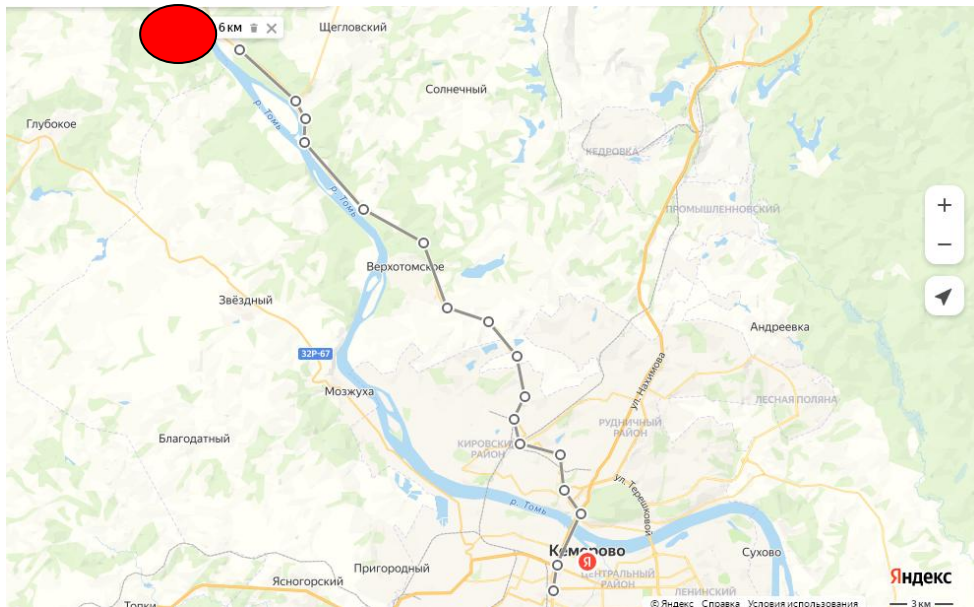 6 км
Щегловский
Солнечный
р. Томь
Глубокое
КЕДРОВКА
р. Томь
ПРОМЫШЛЕННОВСКИЙ
Верхотомское
Звёздный
Андреевка
32Р-67
ул. Нахимова
Мозжуха
ЛЕСНАЯ ПОЛЯНА
РУДНИЧНЫЙ
РАЙОН
Благодатный
КИРОВСКИЙ
РАЙОН
ул. Терешковой
р. Томь
Кемерово
Я
Сухово
Пригородный
ЦЕНТРАЛЬНЫЙ
РАЙОН
Ясногорский
Яндекс
ЛЕНИНСКИЙ
Топки
© Яндекс Справка Условия использования
3 км